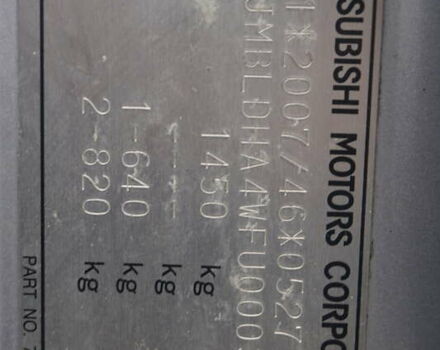 SUBISHI MOTORS CORPO
1*2007/46*0527
JMBLDHA4WFU000
1450 kg
---- kg
1-640 kg
2-820 kg
PART NO. 7